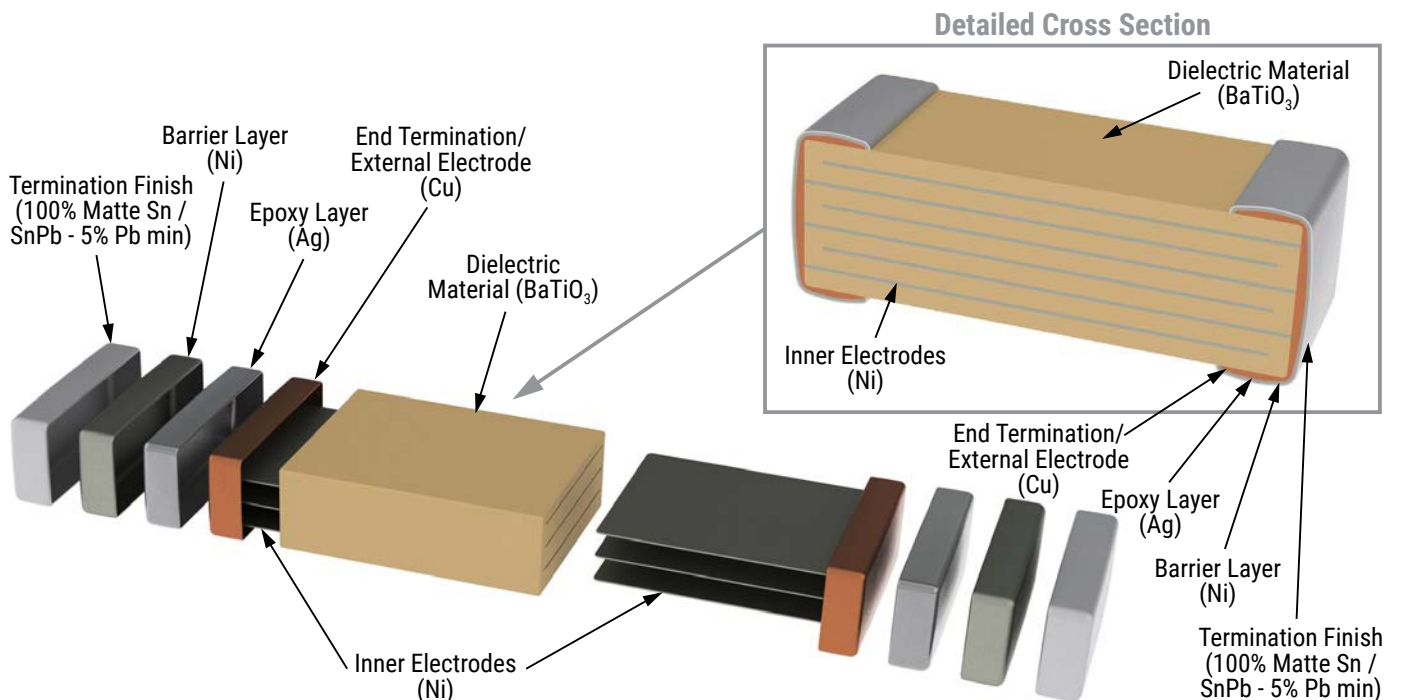 Detailed Cross Section
Dielectric Material
(BaTiO₃)
Barrier Layer
(Ni)
End Termination/
External Electrode
(Cu)
Termination Finish
(100% Matte Sn /
SnPb - 5% Pb min)
Epoxy Layer
(Ag)
Dielectric
Material (BaTiO₃)
Inner Electrodes
(Ni)
End Termination/
External Electrode
(Cu)
Epoxy Layer
(Ag)
Barrier Layer
(Ni)
Termination Finish
(100% Matte Sn /
SnPb - 5% Pb min)
Inner Electrodes
(Ni)